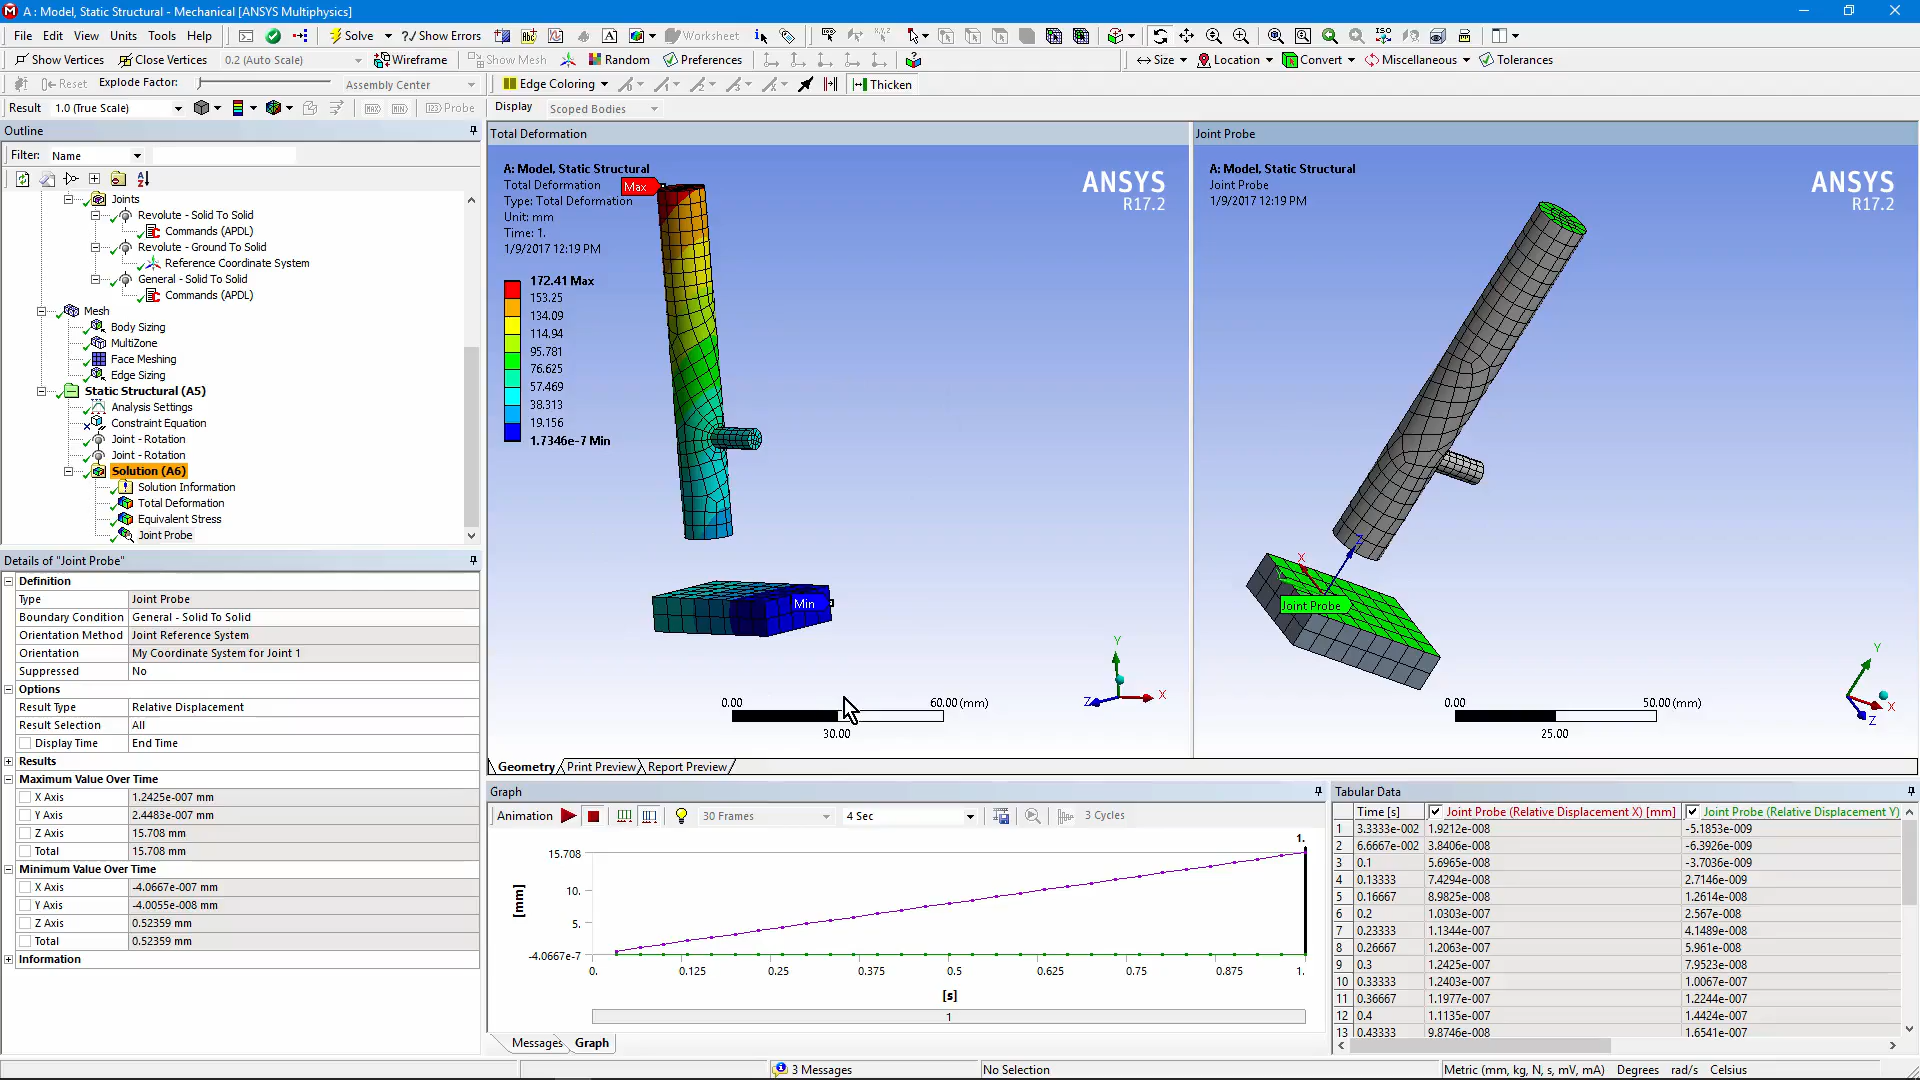 A : Model, Static Structural - Mechanical [ANSYS Multiphysics]
File Edit View Units Tools Help Solve ?/ Show Errors Worksheet
Show Vertices Close Vertices 0.2 (Auto Scale) Wireframe Show Mesh Random Preferences Size Location Convert Miscellaneous Tolerances
Reset Explode Factor: Assembly Center Edge Coloring Thicken
Result 1.0 (True Scale) Probe Display Scoped Bodies
Outline
Filter: Name
Joints
Revolute - Solid To Solid
Commands (APDL)
Revolute - Ground To Solid
Reference Coordinate System
General - Solid To Solid
Commands (APDL)
Mesh
Body Sizing
MultiZone
Face Meshing
Edge Sizing
Static Structural (A5)
Analysis Settings
Constraint Equation
Joint - Rotation
Joint - Rotation
Solution (A6)
Solution Information
Total Deformation
Equivalent Stress
Joint Probe
Details of "Joint Probe"
Definition
Type Joint Probe
Boundary Condition General - Solid To Solid
Orientation Method Joint Reference System
Orientation My Coordinate System for Joint 1
Suppressed No
Options
Result Type Relative Displacement
Result Selection All
Display Time End Time
Results
Maximum Value Over Time
X Axis 1.2425e-007 mm
Y Axis 2.4483e-007 mm
Z Axis 15.708 mm
Total 15.708 mm
Minimum Value Over Time
X Axis -4.0667e-007 mm
Y Axis -4.0055e-008 mm
Z Axis 0.52359 mm
Total 0.52359 mm
Information
Total Deformation
A: Model, Static Structural
Total Deformation
Type: Total Deformation
Unit: mm
Time: 1.
1/9/2017 12:19 PM
172.41 Max
153.25
134.09
114.94
95.781
76.625
57.469
38.313
19.156
1.7346e-7 Min
Max
Min
ANSYS
R17.2
0.00 60.00 (mm)
30.00
Y
Z X
Joint Probe
A: Model, Static Structural
Joint Probe
1/9/2017 12:19 PM
ANSYS
R17.2
X Y Z
Joint Probe
0.00 50.00 (mm)
25.00
Y
X
Z
Geometry Print Preview Report Preview
Graph
Animation 30 Frames 4 Sec 3 Cycles
1.
15.708
10.
5.
-4.0667e-7
[mm]
0. 0.125 0.25 0.375 0.5 0.625 0.75 0.875 1.
[s]
1
Messages Graph
Tabular Data
Time [s] Joint Probe (Relative Displacement X) [mm] Joint Probe (Relative Displacement Y)
1 3.3333e-002 1.9212e-008 -5.1853e-009
2 6.6667e-002 3.8406e-008 -6.3926e-009
3 0.1 5.6965e-008 -3.7036e-009
4 0.13333 7.4294e-008 2.7146e-009
5 0.16667 8.9825e-008 1.2614e-008
6 0.2 1.0303e-007 2.567e-008
7 0.23333 1.1344e-007 4.1489e-008
8 0.26667 1.2063e-007 5.961e-008
9 0.3 1.2425e-007 7.9523e-008
10 0.33333 1.2403e-007 1.0067e-007
11 0.36667 1.1977e-007 1.2244e-007
12 0.4 1.1135e-007 1.4424e-007
13 0.43333 9.8746e-008 1.6541e-007
3 Messages No Selection Metric (mm, kg, N, s, mV, mA) Degrees rad/s Celsius